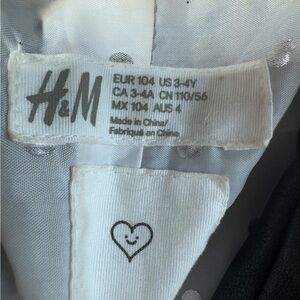 H&M
EUR 104 US 3-4Y
CA 3-4A CN 110/56
MX 104 AUS 4
Made in China/
Fabriqué en Chine